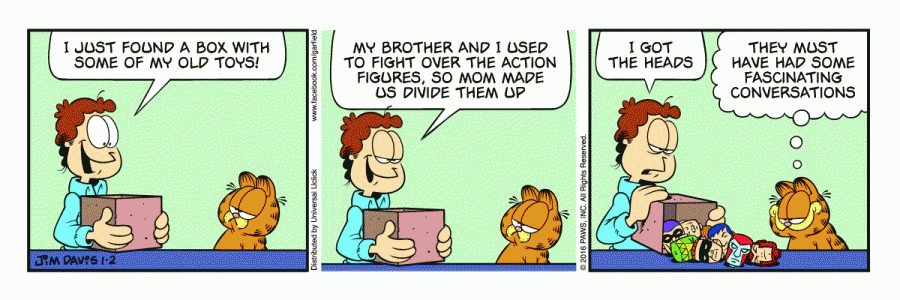 I JUST FOUND A BOX WITH
SOME OF MY OLD TOYS!
JIM DAVIS 1-2
www.facebook.com/garfield
Distributed by Universal Uclick
MY BROTHER AND I USED
TO FIGHT OVER THE ACTION
FIGURES, SO MOM MADE
US DIVIDE THEM UP
© 2016 PAWS, INC. All Rights Reserved.
I GOT
THE HEADS
THEY MUST
HAVE HAD SOME
FASCINATING
CONVERSATIONS